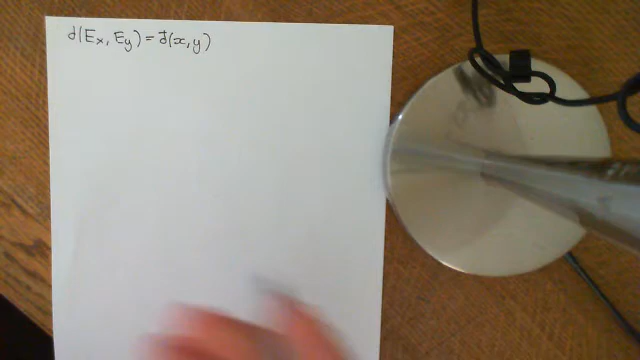 d(Ex, Ey) = d̄(x, y)